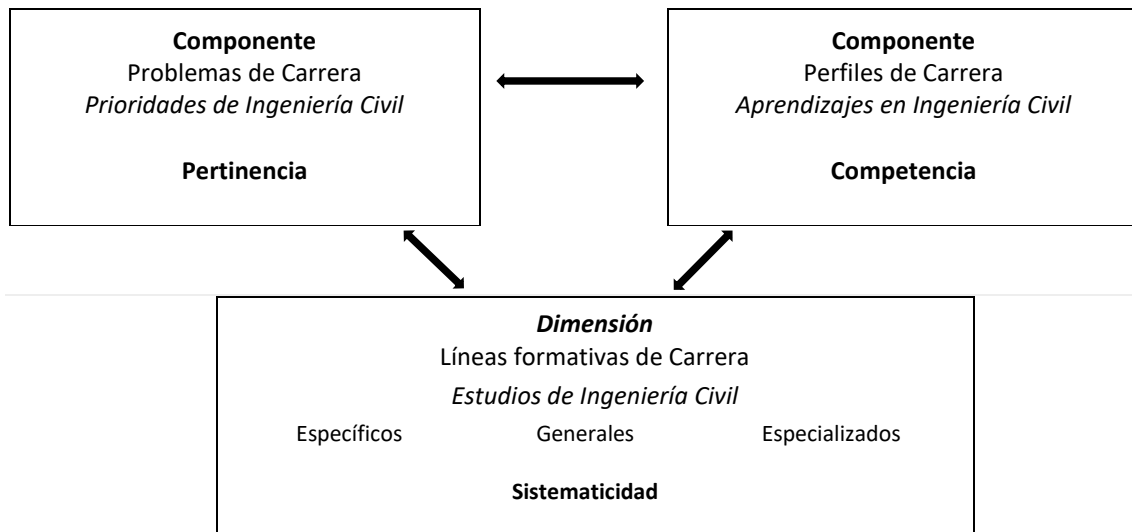 Componente
Problemas de Carrera
Prioridades de Ingeniería Civil
Pertinencia
Componente
Perfiles de Carrera
Aprendizajes en Ingeniería Civil
Competencia
Dimensión
Líneas formativas de Carrera
Estudios de Ingeniería Civil
Específicos Generales Especializados
Sistematicidad